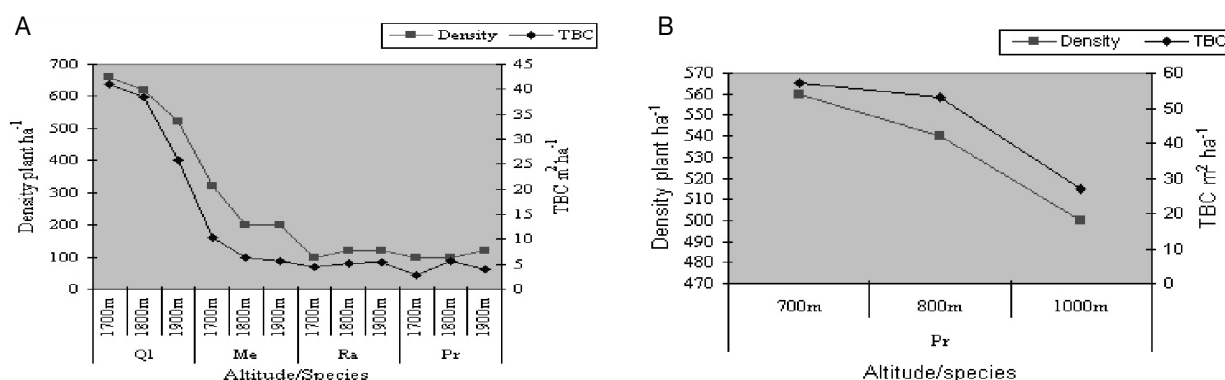 A
Density TBC
700
600
500
400
300
200
100
0
Density plant ha-1
45
40
35
30
25
20
15
10
5
0
TBC m2 ha-1
1700m 1800m 1900m 1700m 1800m 1900m 1700m 1800m 1900m 1700m 1800m 1900m
Ql Me Ra Pr
Altitude/Species
B
Density TBC
570
560
550
540
530
520
510
500
490
480
470
Density plant ha-1
60
50
40
30
20
10
0
TBC m2 ha-1
700m 800m 1000m
Pr
Altitude/species